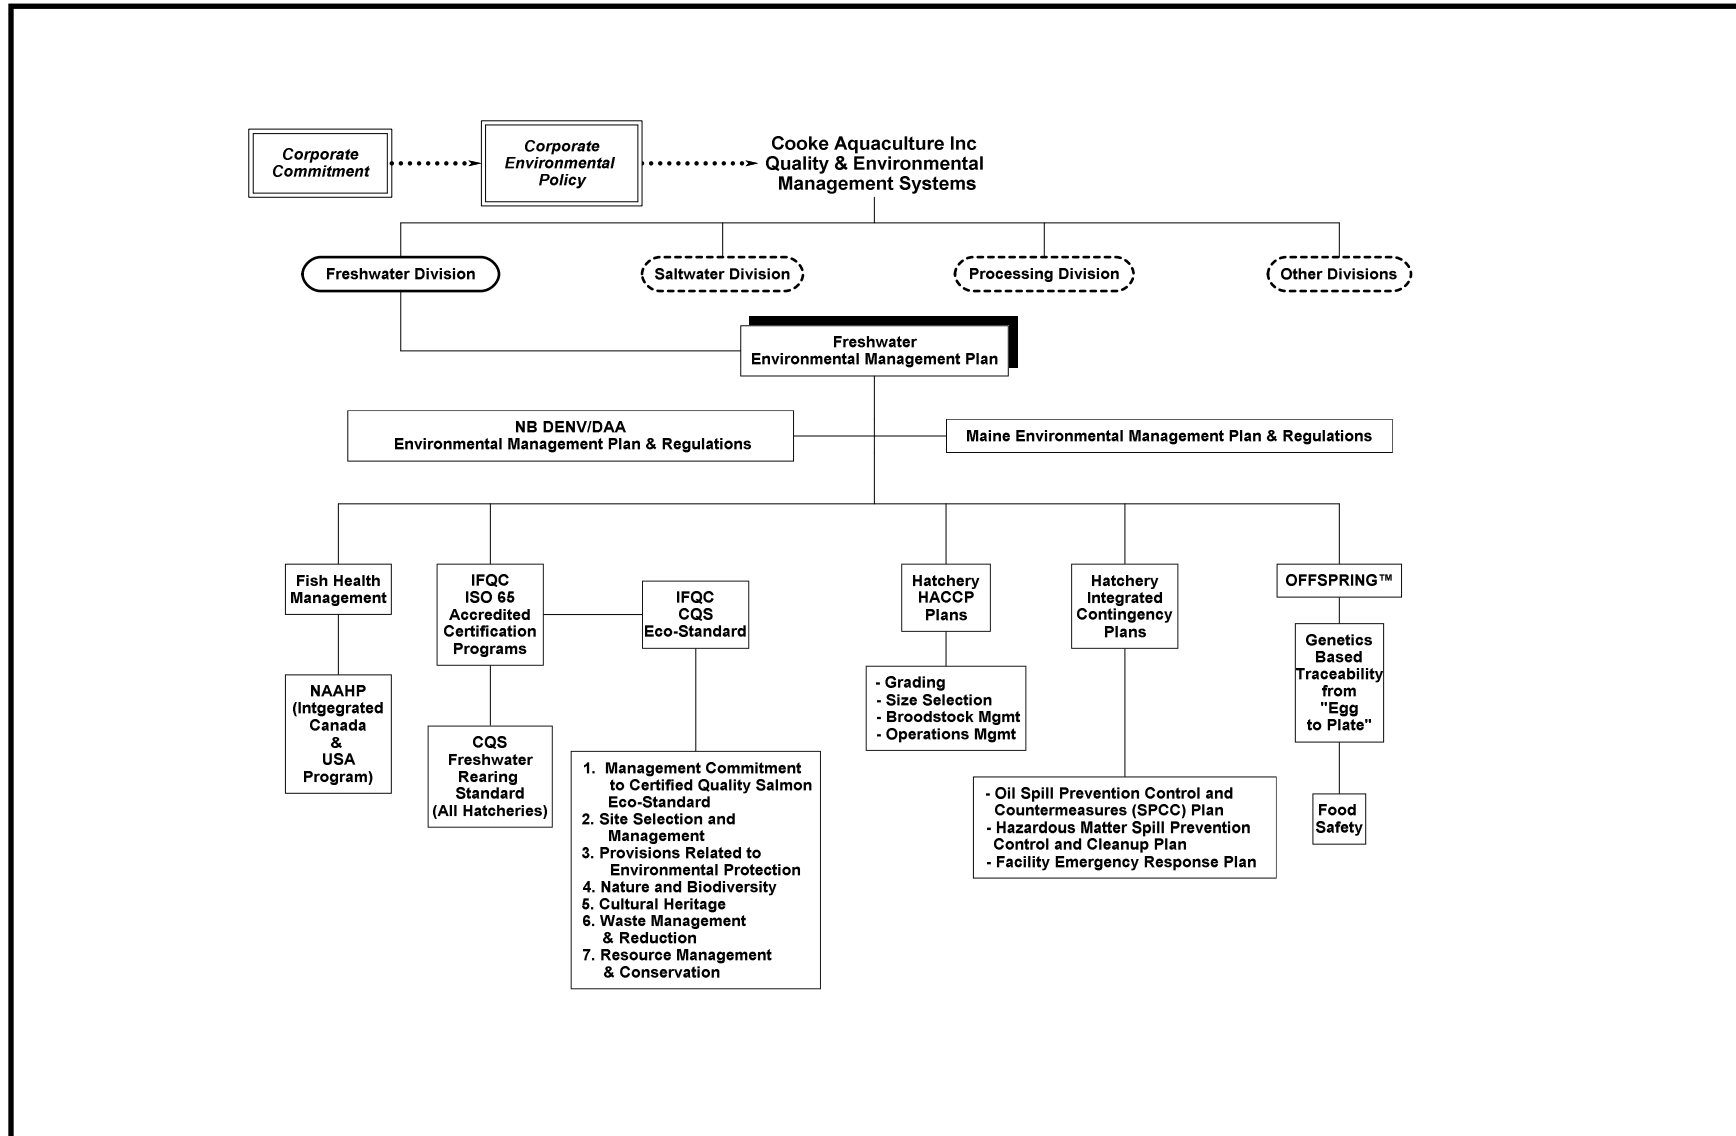 Corporate
Commitment
Corporate
Environmental
Policy
Cooke Aquaculture Inc
Quality & Environmental
Management Systems
Freshwater Division
Saltwater Division
Processing Division
Other Divisions
Freshwater
Environmental Management Plan
NB DENV/DAA
Environmental Management Plan & Regulations
Maine Environmental Management Plan & Regulations
Fish Health
Management
NAAHP
(Intgegrated
Canada
&
USA
Program)
IFQC
ISO 65
Accredited
Certification
Programs
CQS
Freshwater
Rearing
Standard
(All Hatcheries)
IFQC
CQS
Eco-Standard
1. Management Commitment
to Certified Quality Salmon
Eco-Standard
2. Site Selection and
Management
3. Provisions Related to
Environmental Protection
4. Nature and Biodiversity
5. Cultural Heritage
6. Waste Management
& Reduction
7. Resource Management
& Conservation
Hatchery
HACCP
Plans
- Grading
- Size Selection
- Broodstock Mgmt
- Operations Mgmt
Hatchery
Integrated
Contingency
Plans
- Oil Spill Prevention Control and
Countermeasures (SPCC) Plan
- Hazardous Matter Spill Prevention
Control and Cleanup Plan
- Facility Emergency Response Plan
OFFSPRING™
Genetics
Based
Traceability
from
"Egg
to Plate"
Food
Safety